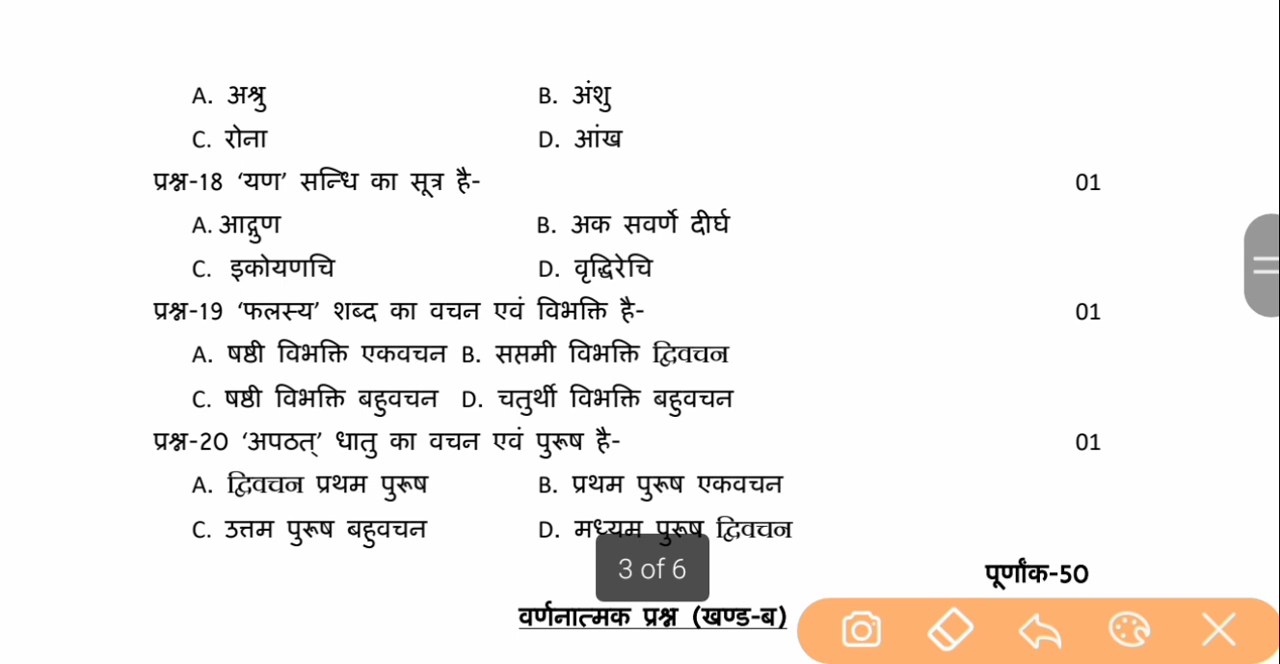 A. अश्रु B. अंशु
C. रोना D. आंख
प्रश्न-18 ‘यण’ सन्धि का सूत्र है- 01
A. आद्गुण B. अक सवर्णे दीर्घ
C. इकोयणचि D. वृद्धिरेचि
प्रश्न-19 ‘फलस्य’ शब्द का वचन एवं विभक्ति है- 01
A. षष्ठी विभक्ति एकवचन B. सप्तमी विभक्ति द्विवचन
C. षष्ठी विभक्ति बहुवचन D. चतुर्थी विभक्ति बहुवचन
प्रश्न-20 ‘अपठत्’ धातु का वचन एवं पुरूष है- 01
A. द्विवचन प्रथम पुरूष B. प्रथम पुरूष एकवचन
C. उत्तम पुरूष बहुवचन D. मध्यम पुरूष द्विवचन
3 of 6
पूर्णांक-50
वर्णनात्मक प्रश्न (खण्ड-ब)